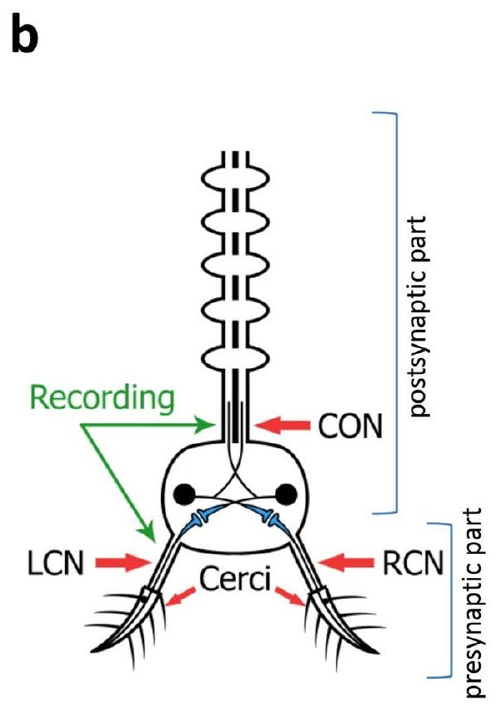 b
postsynaptic part
Recording
CON
LCN
Cerci
RCN
presynaptic part